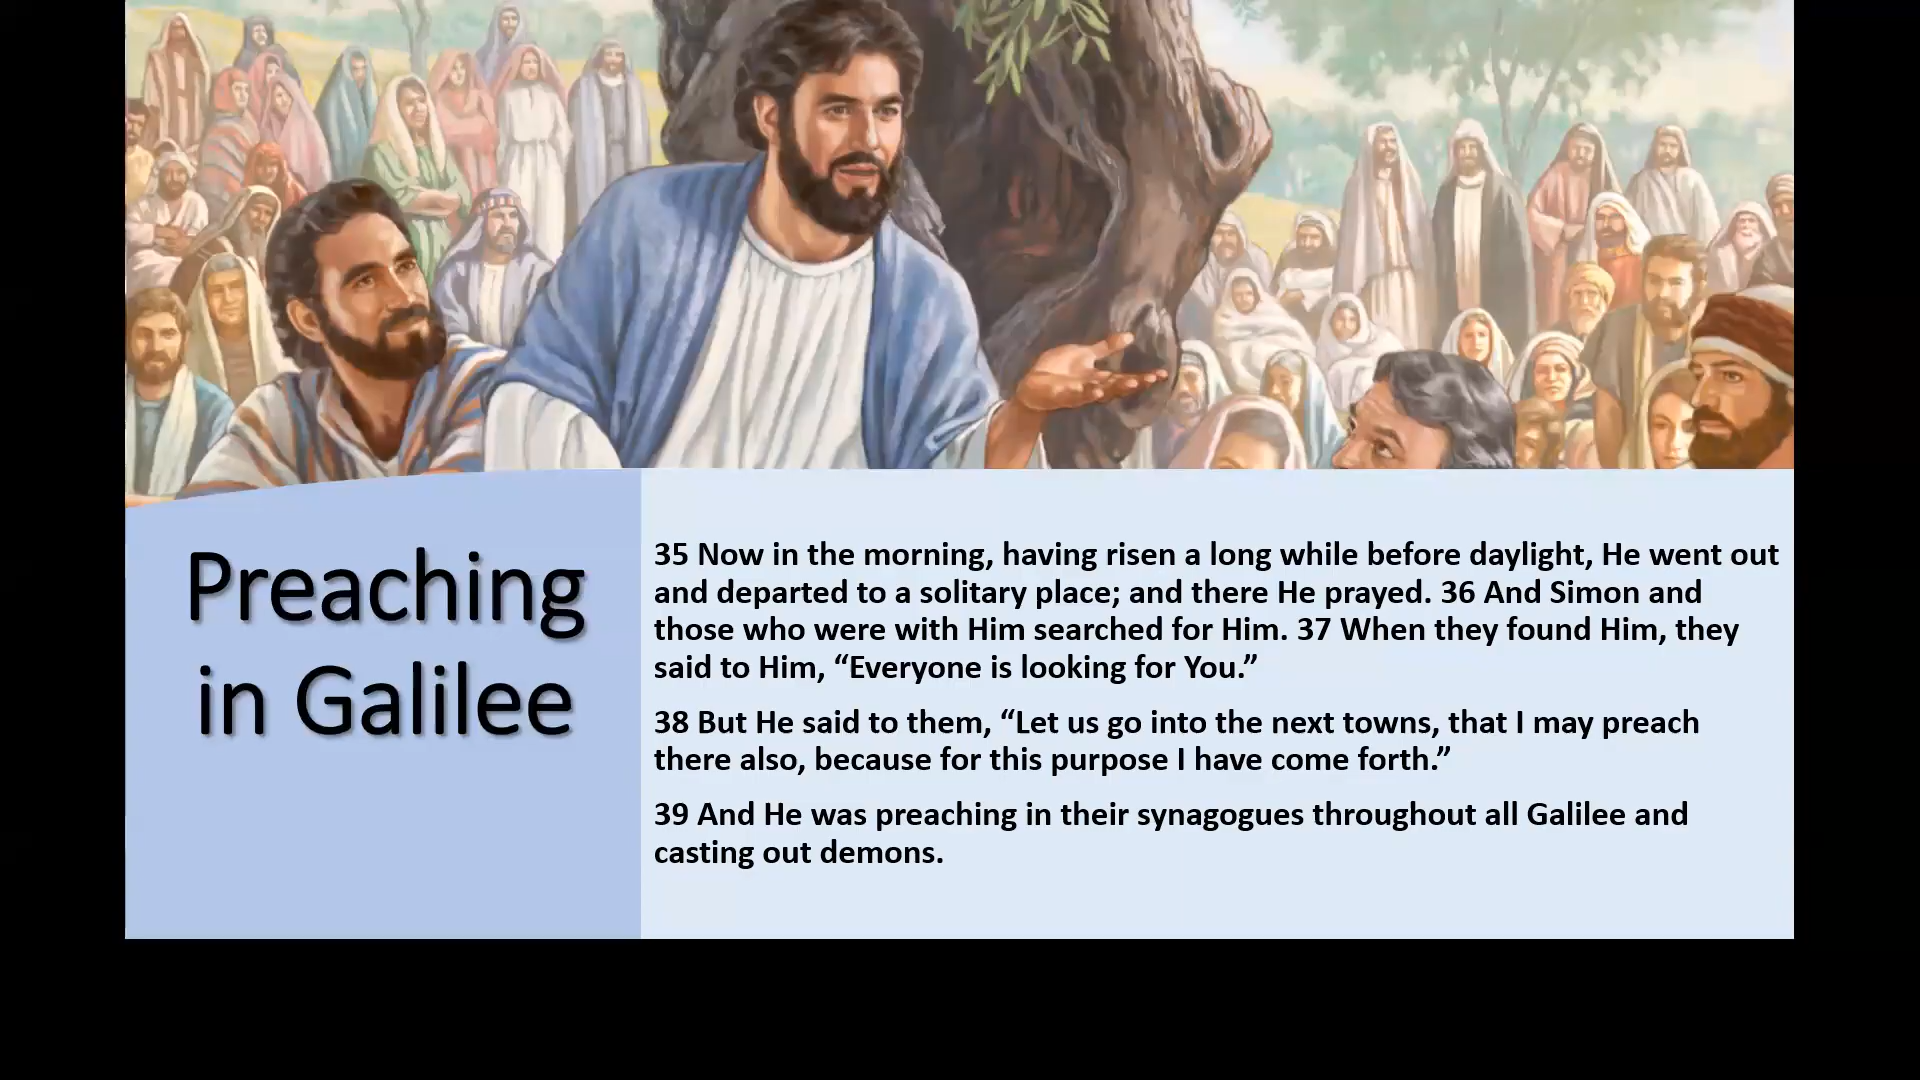 Preaching
in Galilee
35 Now in the morning, having risen a long while before daylight, He went out
and departed to a solitary place; and there He prayed. 36 And Simon and
those who were with Him searched for Him. 37 When they found Him, they
said to Him, “Everyone is looking for You.”
38 But He said to them, “Let us go into the next towns, that I may preach
there also, because for this purpose I have come forth.”
39 And He was preaching in their synagogues throughout all Galilee and
casting out demons.